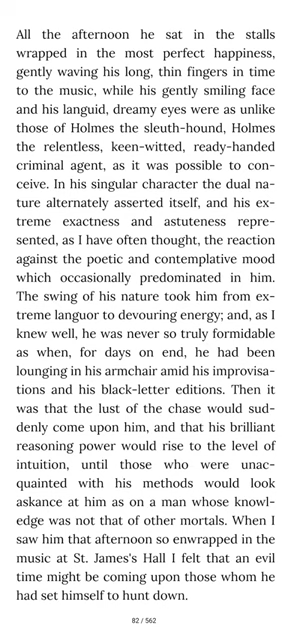 All the afternoon he sat in the stalls
wrapped in the most perfect happiness,
gently waving his long, thin fingers in time
to the music, while his gently smiling face
and his languid, dreamy eyes were as unlike
those of Holmes the sleuth-hound, Holmes
the relentless, keen-witted, ready-handed
criminal agent, as it was possible to con-
ceive. In his singular character the dual na-
ture alternately asserted itself, and his ex-
treme exactness and astuteness repre-
sented, as I have often thought, the reaction
against the poetic and contemplative mood
which occasionally predominated in him.
The swing of his nature took him from ex-
treme languor to devouring energy; and, as I
knew well, he was never so truly formidable
as when, for days on end, he had been
lounging in his armchair amid his improvisa-
tions and his black-letter editions. Then it
was that the lust of the chase would sud-
denly come upon him, and that his brilliant
reasoning power would rise to the level of
intuition, until those who were unac-
quainted with his methods would look
askance at him as on a man whose knowl-
edge was not that of other mortals. When I
saw him that afternoon so enwrapped in the
music at St. James's Hall I felt that an evil
time might be coming upon those whom he
had set himself to hunt down.
82 / 562